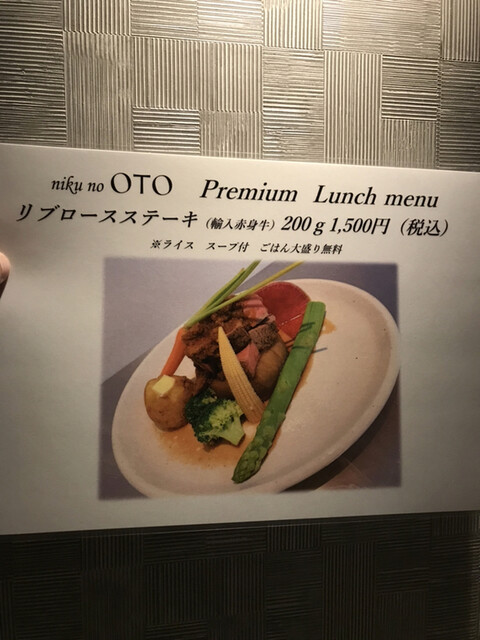 niku no OTO Premium Lunch menu
リブロースステーキ（輸入赤身牛）200g 1,500円（税込）
※ライス スープ付 ごはん大盛り無料